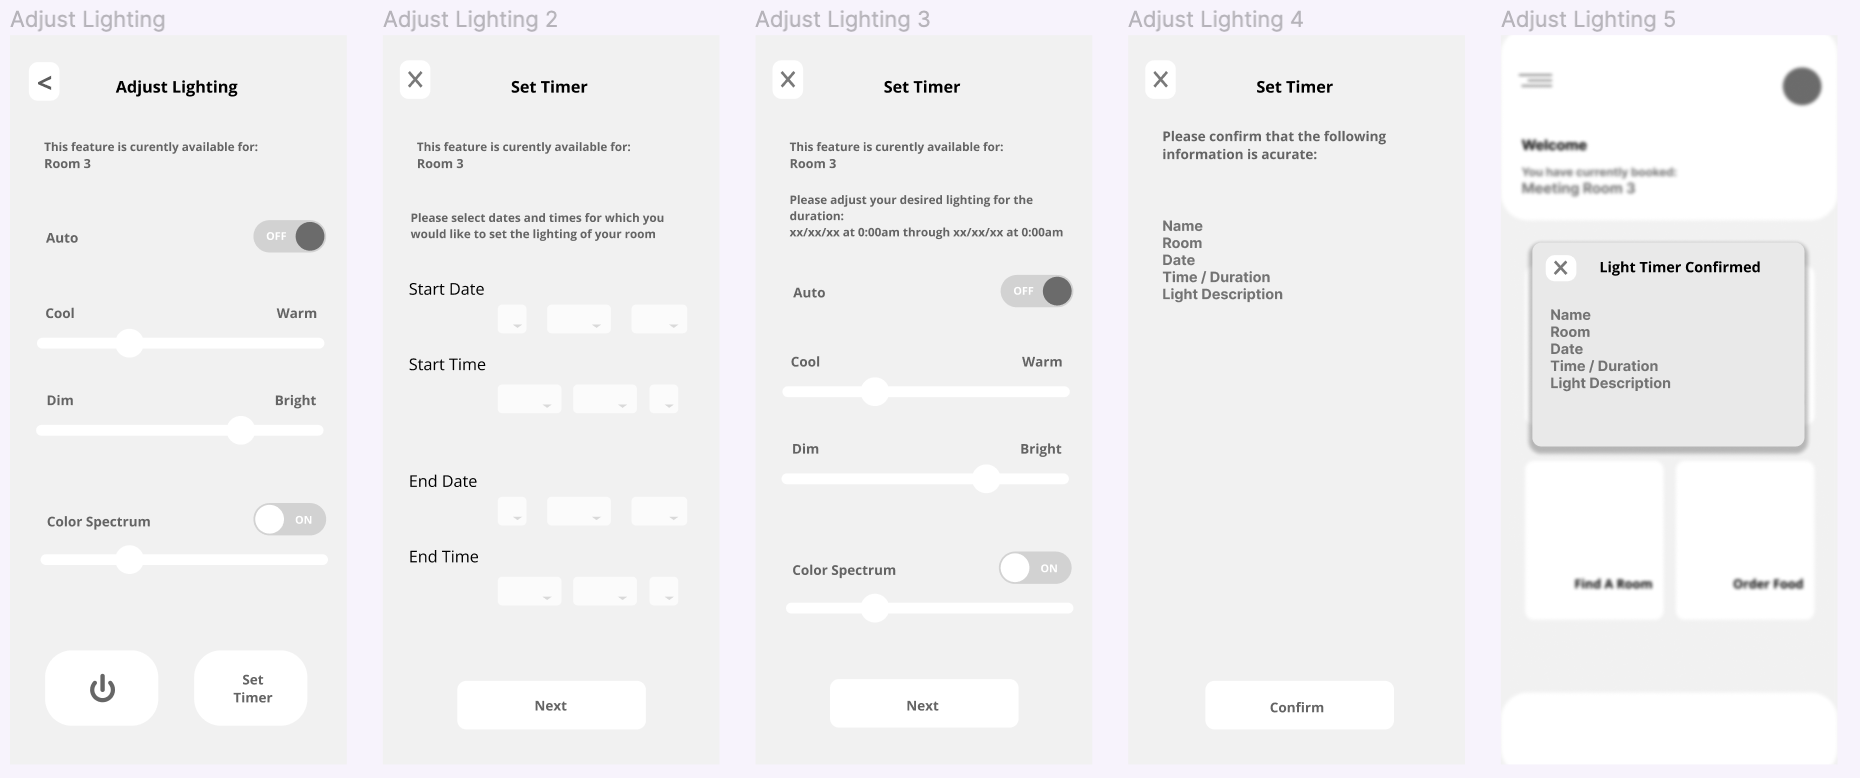 Adjust Lighting
<
Adjust Lighting
This feature is curently available for:
Room 3
Auto
OFF
Cool
Warm
Dim
Bright
Color Spectrum
ON
Set
Timer
Adjust Lighting 2
Set Timer
This feature is curently available for:
Room 3
Please select dates and times for which you
would like to set the lighting of your room
Start Date
Start Time
End Date
End Time
Next
Adjust Lighting 3
Set Timer
This feature is curently available for:
Room 3
Please adjust your desired lighting for the
duration:
xx/xx/xx at 0:00am through xx/xx/xx at 0:00am
Auto
OFF
Cool
Warm
Dim
Bright
Color Spectrum
ON
Next
Adjust Lighting 4
Set Timer
Please confirm that the following
information is acurate:
Name
Room
Date
Time / Duration
Light Description
Confirm
Adjust Lighting 5
Welcome
You have currently booked:
Meeting Room 3
Light Timer Confirmed
Name
Room
Date
Time / Duration
Light Description
Find A Room
Order Food